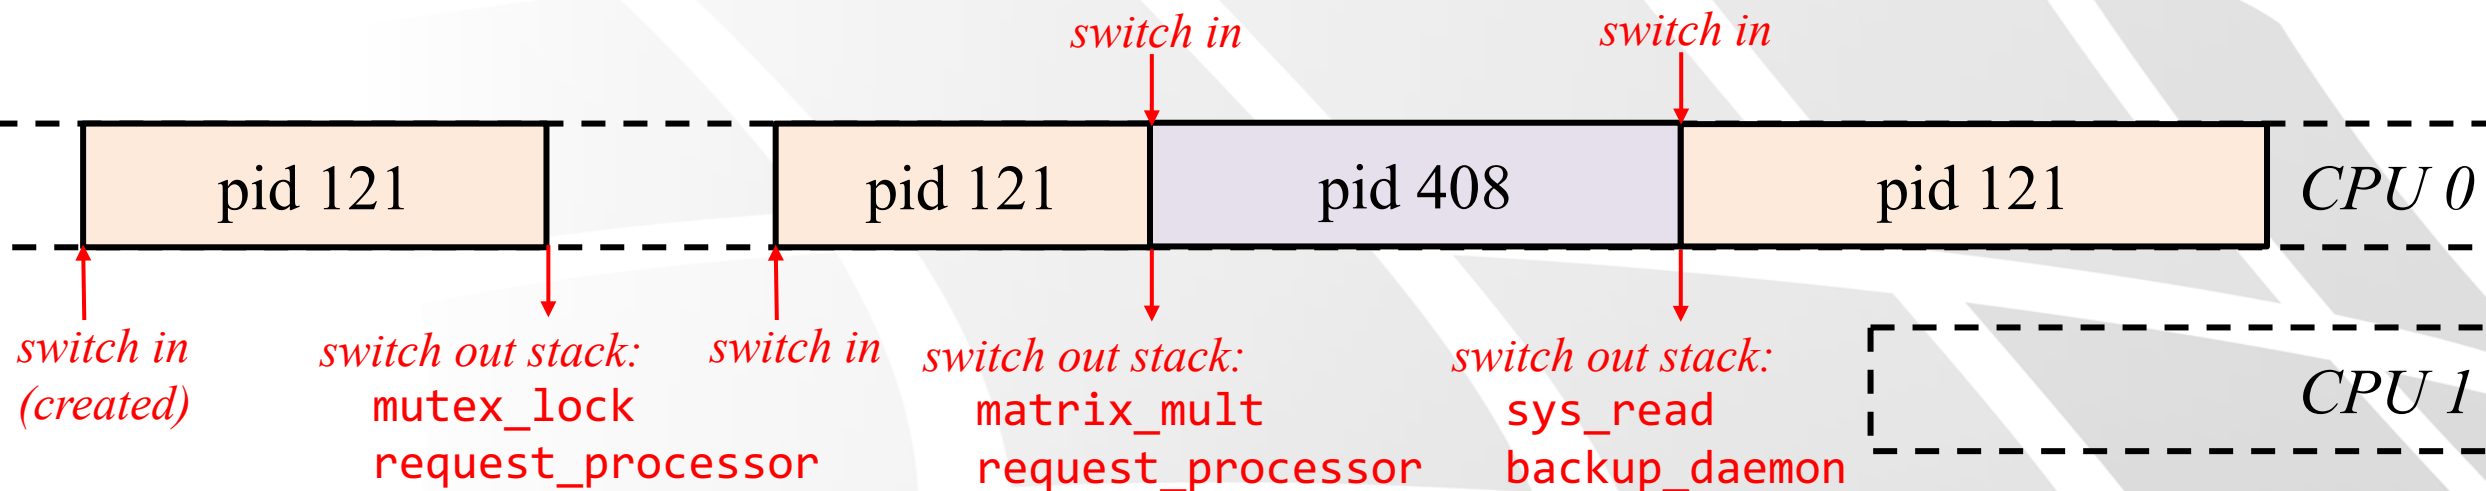 switch in
switch in
pid 121
pid 121
pid 408
pid 121
CPU 0
switch in
(created)
switch out stack:
mutex_lock
request_processor
switch in
switch out stack:
matrix_mult
request_processor
switch out stack:
sys_read
backup_daemon
CPU 1